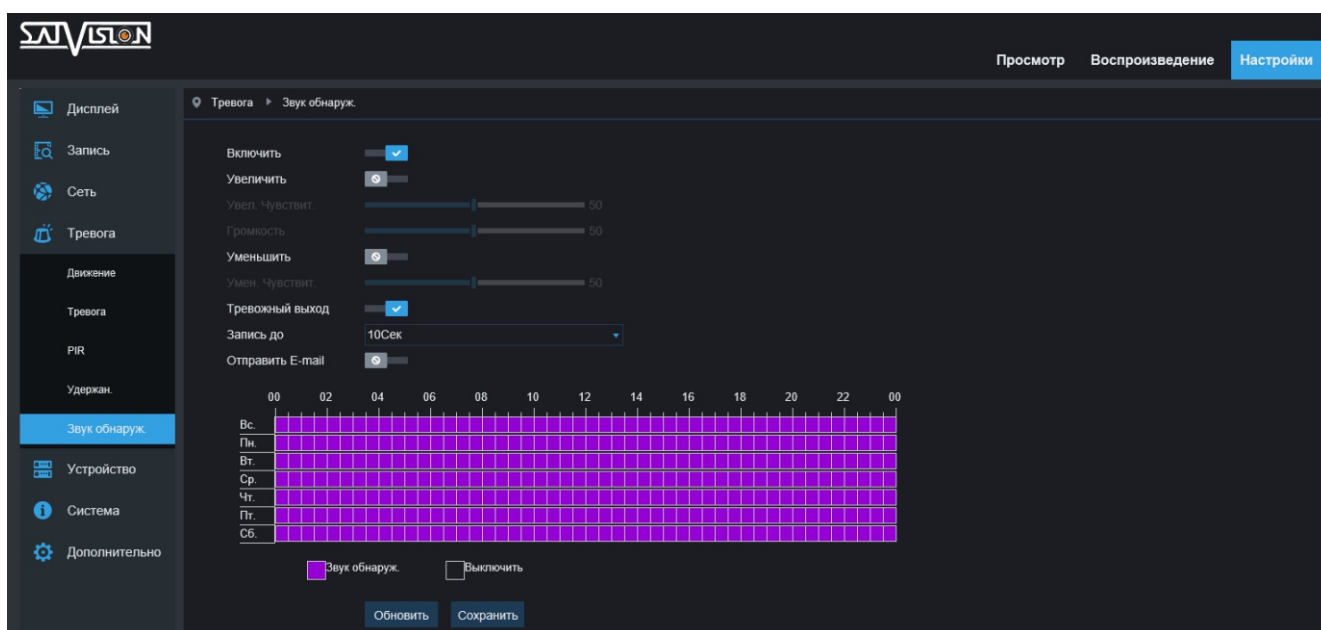 SATVISION
Просмотр Воспроизведение Настройки
Дисплей
Запись
Сеть
Тревога
Движение
Тревога
PIR
Удержан.
Звук обнаруж.
Устройство
Система
Дополнительно
Тревога Звук обнаруж.
Включить
Увеличить
Увел. Чувствит. 50
Громкость 50
Уменьшить
Умен. Чувствит. 50
Тревожный выход
Запись до 10Сек
Отправить E-mail
00 02 04 06 08 10 12 14 16 18 20 22 00
Вс.
Пн.
Вт.
Ср.
Чт.
Пт.
Сб.
Звук обнаруж. Выключить
Обновить Сохранить